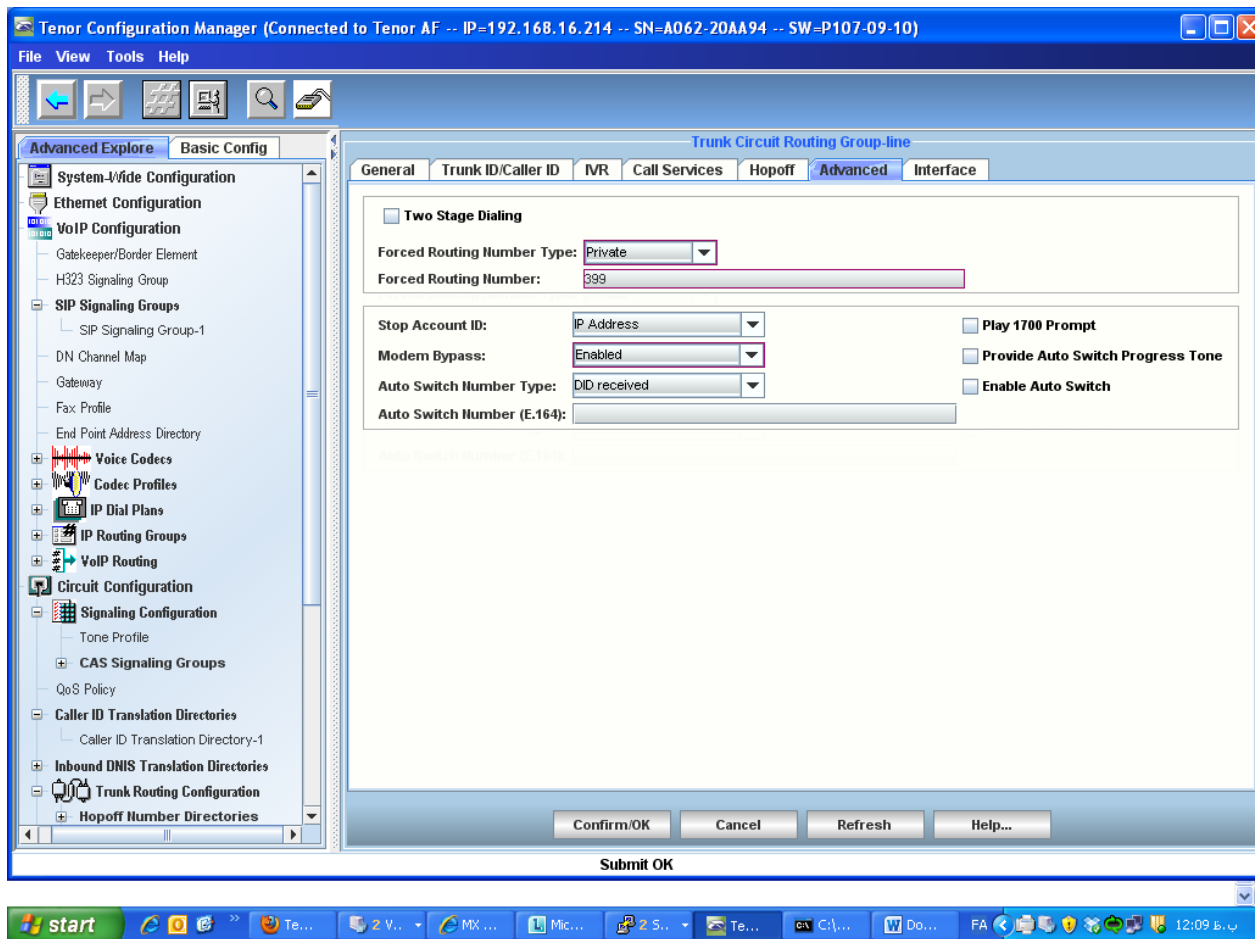 Tenor Configuration Manager (Connected to Tenor AF -- IP=192.168.16.214 -- SN=A062-20AA94 -- SW=P107-09-10)
File View Tools Help
Advanced Explore Basic Config
System-Wide Configuration
Ethernet Configuration
VoIP Configuration
Gatekeeper/Border Element
H323 Signaling Group
SIP Signaling Groups
SIP Signaling Group-1
DN Channel Map
Gateway
Fax Profile
End Point Address Directory
Voice Codecs
Codec Profiles
IP Dial Plans
IP Routing Groups
VoIP Routing
Circuit Configuration
Signaling Configuration
Tone Profile
CAS Signaling Groups
QoS Policy
Caller ID Translation Directories
Caller ID Translation Directory-1
Inbound DNIS Translation Directories
Trunk Routing Configuration
Hopoff Number Directories
Trunk Circuit Routing Group-line
General Trunk ID/Caller ID IVR Call Services Hopoff Advanced Interface
Two Stage Dialing
Forced Routing Number Type: Private
Forced Routing Number: 399
Stop Account ID: IP Address Play 1700 Prompt
Modem Bypass: Enabled Provide Auto Switch Progress Tone
Auto Switch Number Type: DID received Enable Auto Switch
Auto Switch Number (E.164):
Confirm/OK Cancel Refresh Help...
Submit OK
start Te... 2 V... MX ... Mic... 2 S... Te... C:\... Do... FA 12:09 ب.ظ